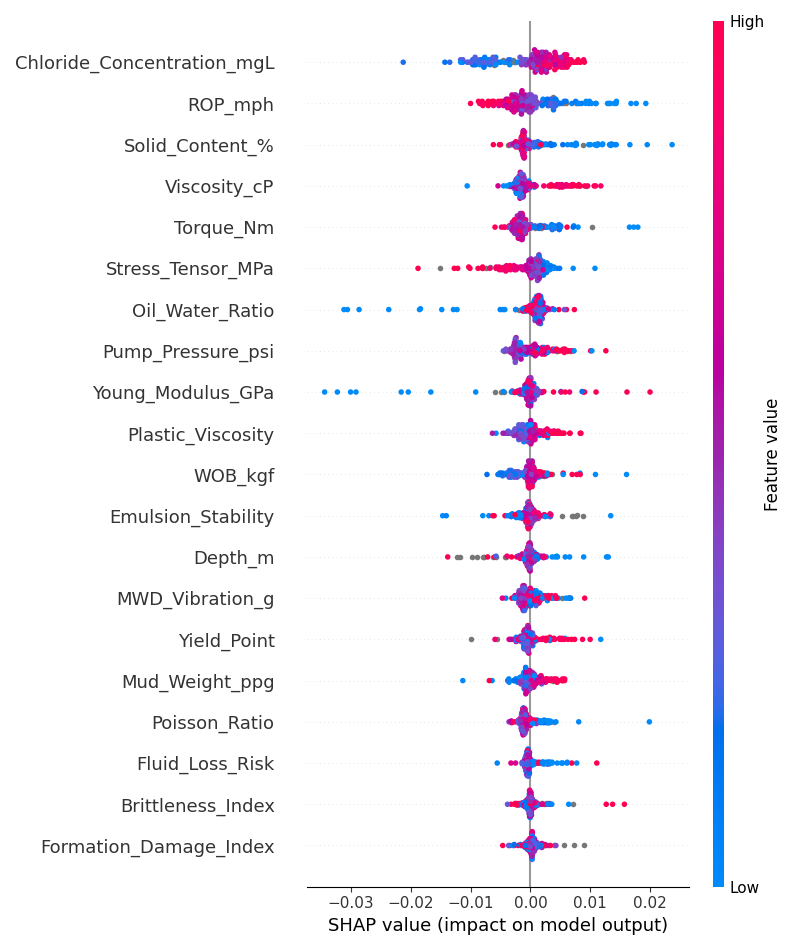 High
Chloride_Concentration_mgL
ROP_mph
Solid_Content_%
Viscosity_cP
Torque_Nm
Stress_Tensor_MPa
Oil_Water_Ratio
Pump_Pressure_psi
Young_Modulus_GPa
Plastic_Viscosity
WOB_kgf
Emulsion_Stability
Depth_m
MWD_Vibration_g
Yield_Point
Mud_Weight_ppg
Poisson_Ratio
Fluid_Loss_Risk
Brittleness_Index
Formation_Damage_Index
Feature value
Low
−0.03 −0.02 −0.01 0.00 0.01 0.02
SHAP value (impact on model output)